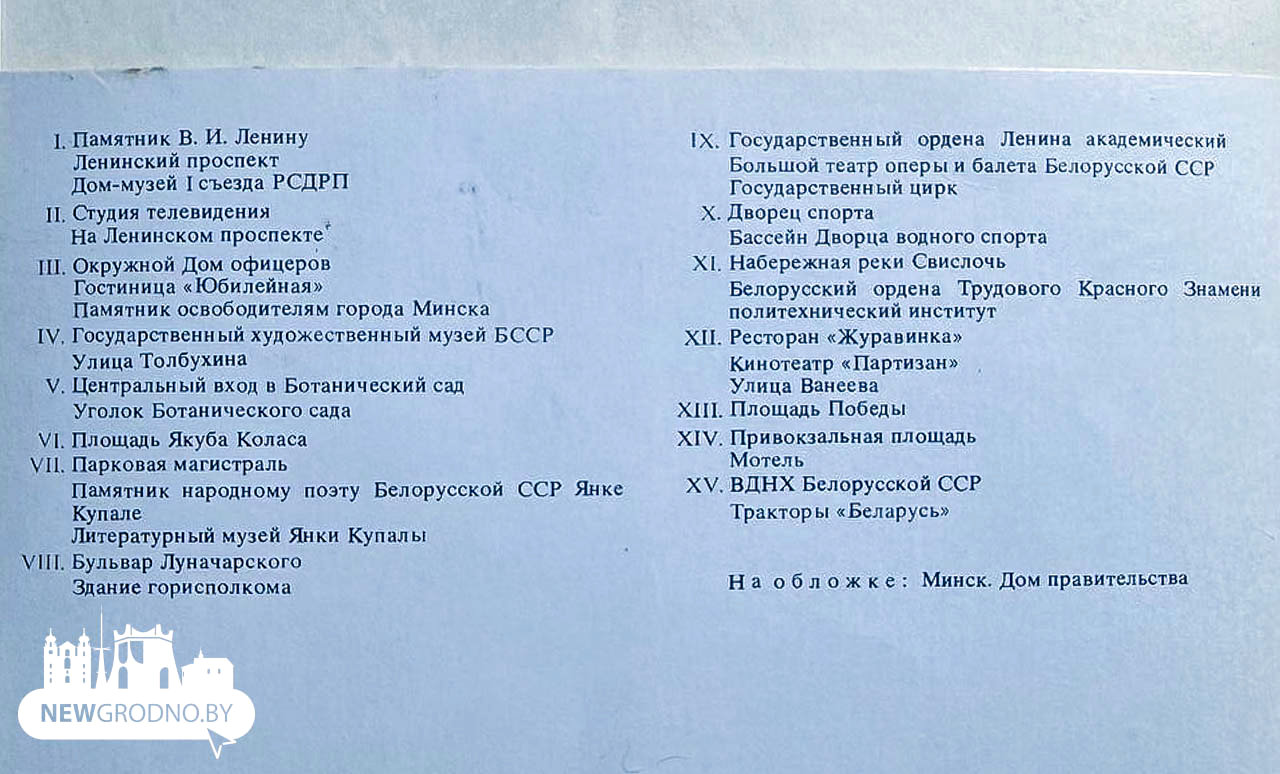 I. Памятник В. И. Ленину
Ленинский проспект
Дом-музей I съезда РСДРП
II. Студия телевидения
На Ленинском проспекте
III. Окружной Дом офицеров
Гостиница «Юбилейная»
Памятник освободителям города Минска
IV. Государственный художественный музей БССР
Улица Толбухина
V. Центральный вход в Ботанический сад
Уголок Ботанического сада
VI. Площадь Якуба Коласа
VII. Парковая магистраль
Памятник народному поэту Белорусской ССР Янке
Купале
Литературный музей Янки Купалы
VIII. Бульвар Луначарского
Здание горисполкома
IX. Государственный ордена Ленина академический
Большой театр оперы и балета Белорусской ССР
Государственный цирк
X. Дворец спорта
Бассейн Дворца водного спорта
XI. Набережная реки Свислочь
Белорусский ордена Трудового Красного Знамени
политехнический институт
XII. Ресторан «Журавинка»
Кинотеатр «Партизан»
Улица Ванеева
XIII. Площадь Победы
XIV. Привокзальная площадь
Мотель
XV. ВДНХ Белорусской ССР
Тракторы «Беларусь»
На обложке: Минск. Дом правительства
NEWGRODNO.BY